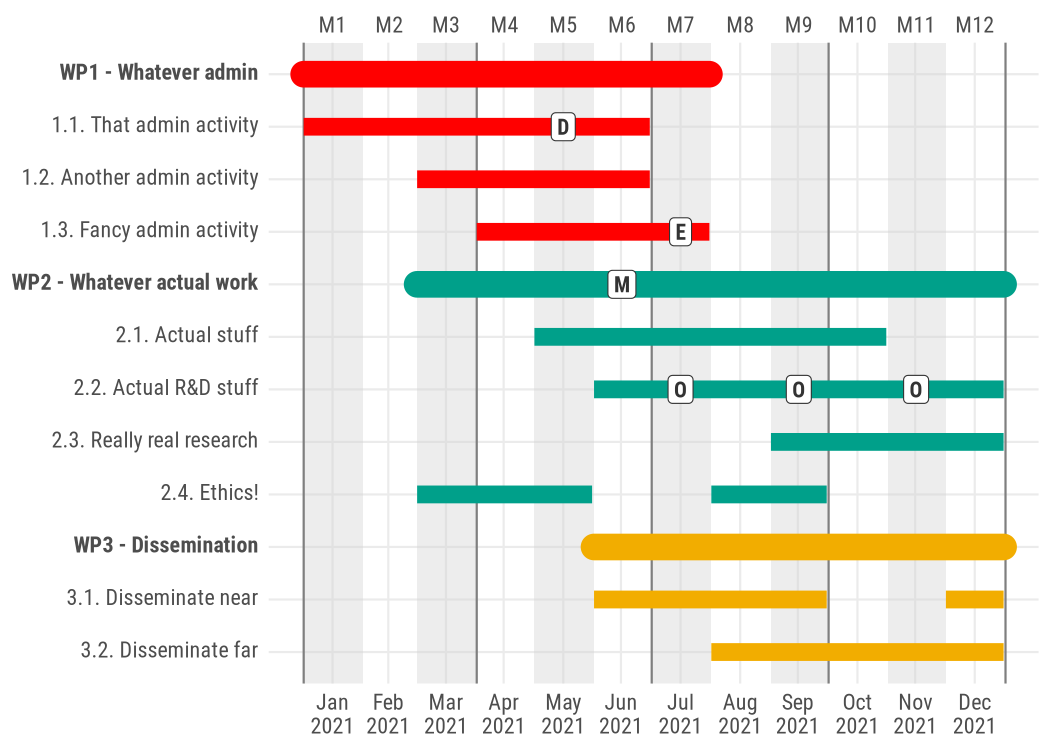 M1 M2 M3 M4 M5 M6 M7 M8 M9 M10 M11 M12
WP1 - Whatever admin
1.1. That admin activity D
1.2. Another admin activity
1.3. Fancy admin activity E
WP2 - Whatever actual work M
2.1. Actual stuff
2.2. Actual R&D stuff O O O
2.3. Really real research
2.4. Ethics!
WP3 - Dissemination
3.1. Disseminate near
3.2. Disseminate far
Jan Feb Mar Apr May Jun Jul Aug Sep Oct Nov Dec
2021 2021 2021 2021 2021 2021 2021 2021 2021 2021 2021 2021